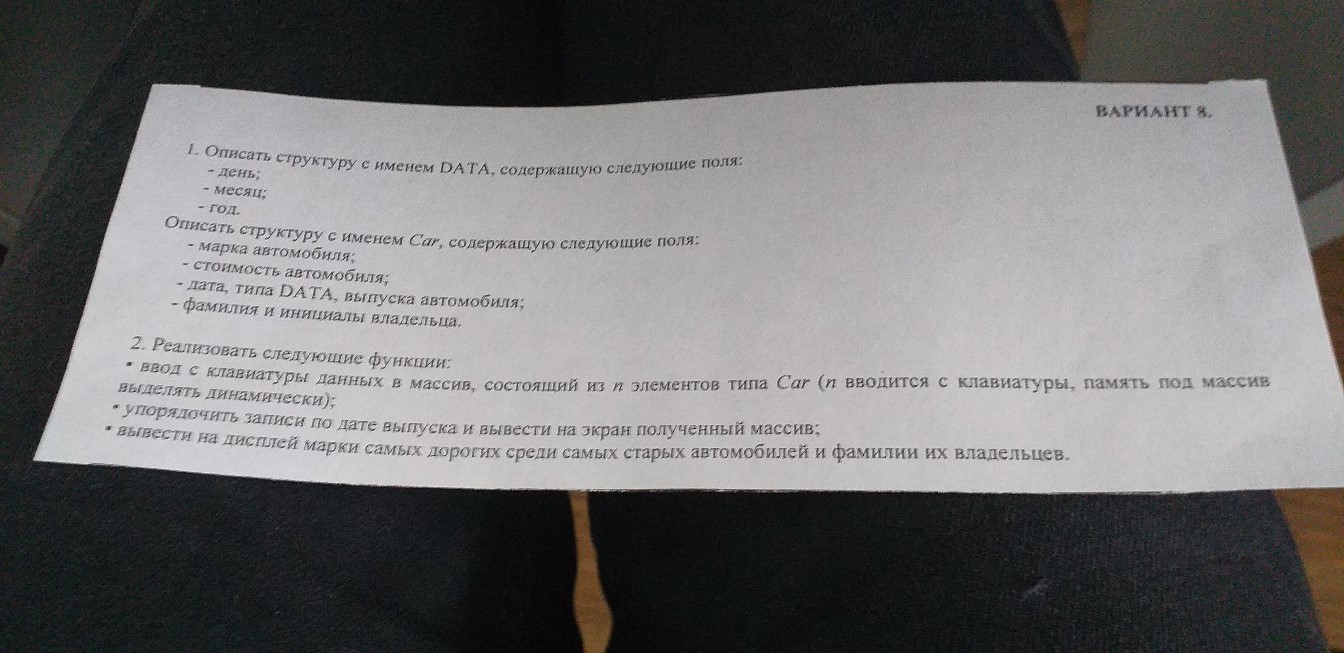 ВАРИАНТ 8.
1. Описать структуру с именем DATA, содержащую следующие поля:
- день;
- месяц;
- год.
Описать структуру с именем Car, содержащую следующие поля:
- марка автомобиля;
- стоимость автомобиля;
- дата, типа DATA, выпуска автомобиля;
- фамилия и инициалы владельца.
2. Реализовать следующие функции:
• ввод с клавиатуры данных в массив, состоящий из n элементов типа Car (n вводится с клавиатуры, память под массив
выделять динамически);
• упорядочить записи по дате выпуска и вывести на экран полученный массив;
• вывести на дисплей марки самых дорогих среди самых старых автомобилей и фамилии их владельцев.